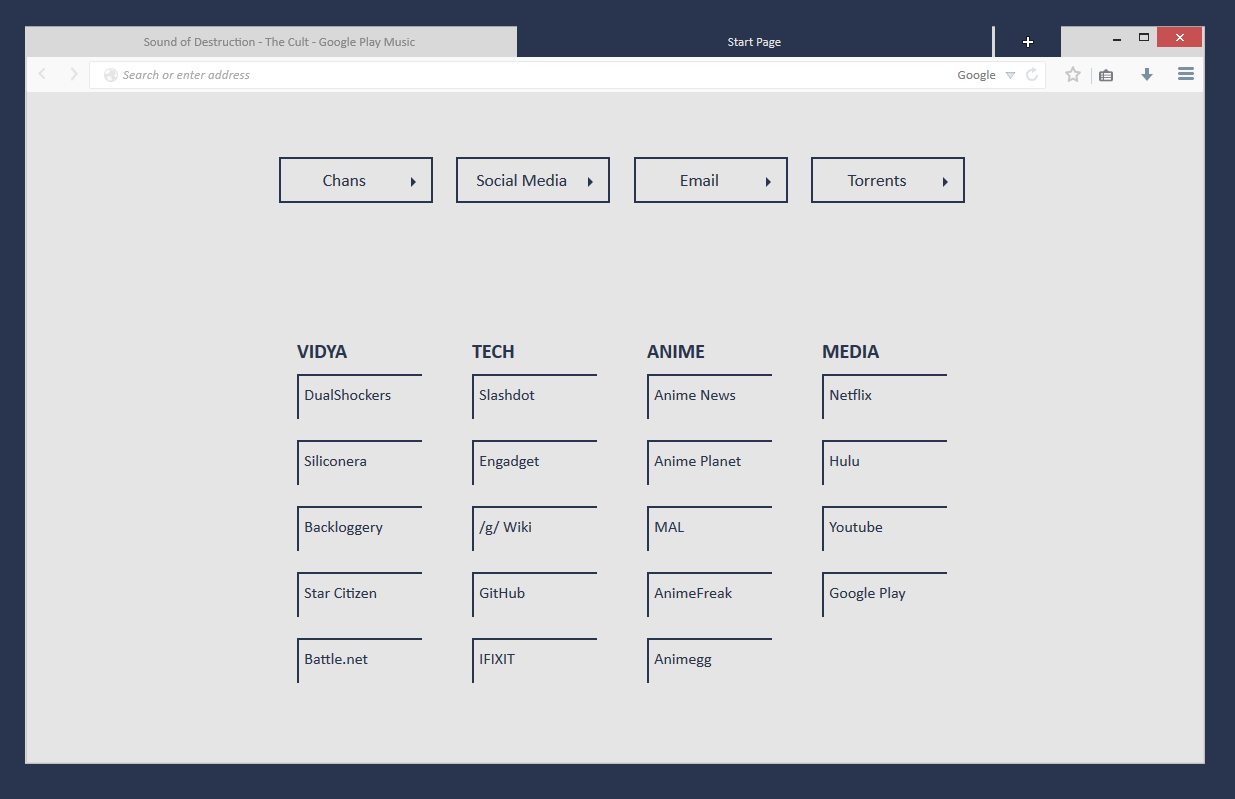 Sound of Destruction - The Cult - Google Play Music
Start Page
Search or enter address
Google
Chans
Social Media
Email
Torrents
VIDYA
DualShockers
Siliconera
Backloggery
Star Citizen
Battle.net
TECH
Slashdot
Engadget
/g/ Wiki
GitHub
IFIXIT
ANIME
Anime News
Anime Planet
MAL
AnimeFreak
Animegg
MEDIA
Netflix
Hulu
Youtube
Google Play